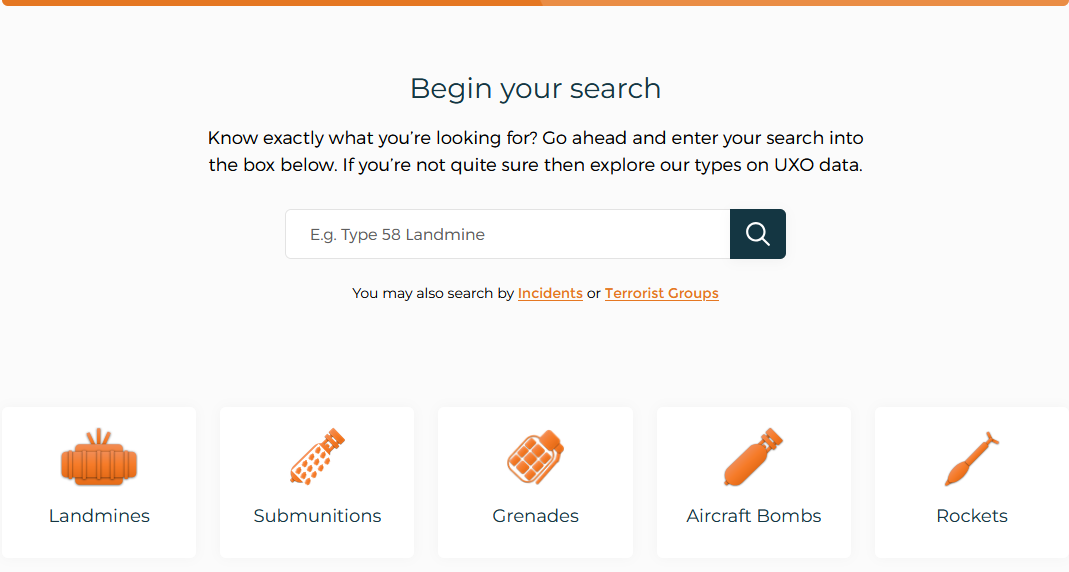 Begin your search
Know exactly what you’re looking for? Go ahead and enter your search into
the box below. If you’re not quite sure then explore our types on UXO data.
E.g. Type 58 Landmine
You may also search by Incidents or Terrorist Groups
Landmines
Submunitions
Grenades
Aircraft Bombs
Rockets